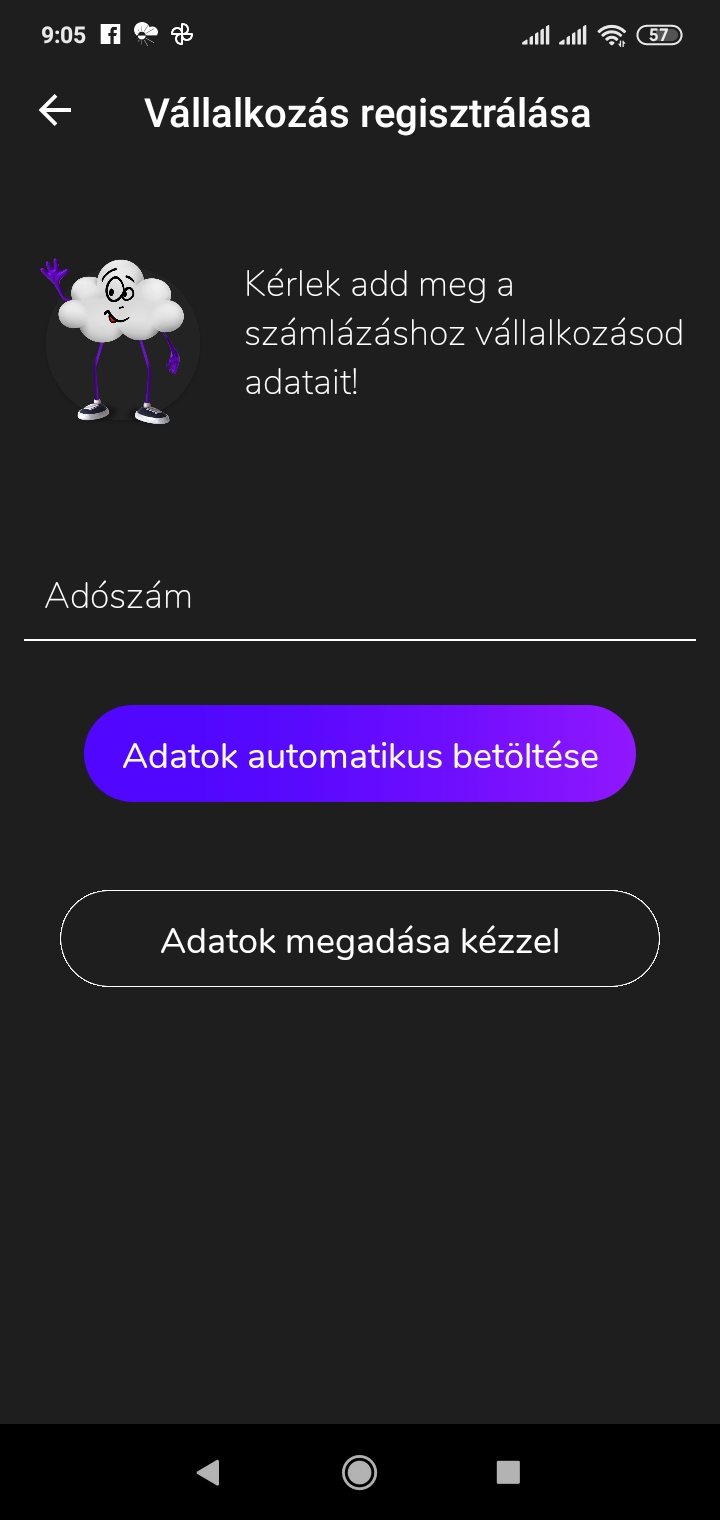 9:05
57
Vállalkozás regisztrálása
Kérlek add meg a
számlázáshoz vállalkozásod
adatait!
Adószám
Adatok automatikus betöltése
Adatok megadása kézzel